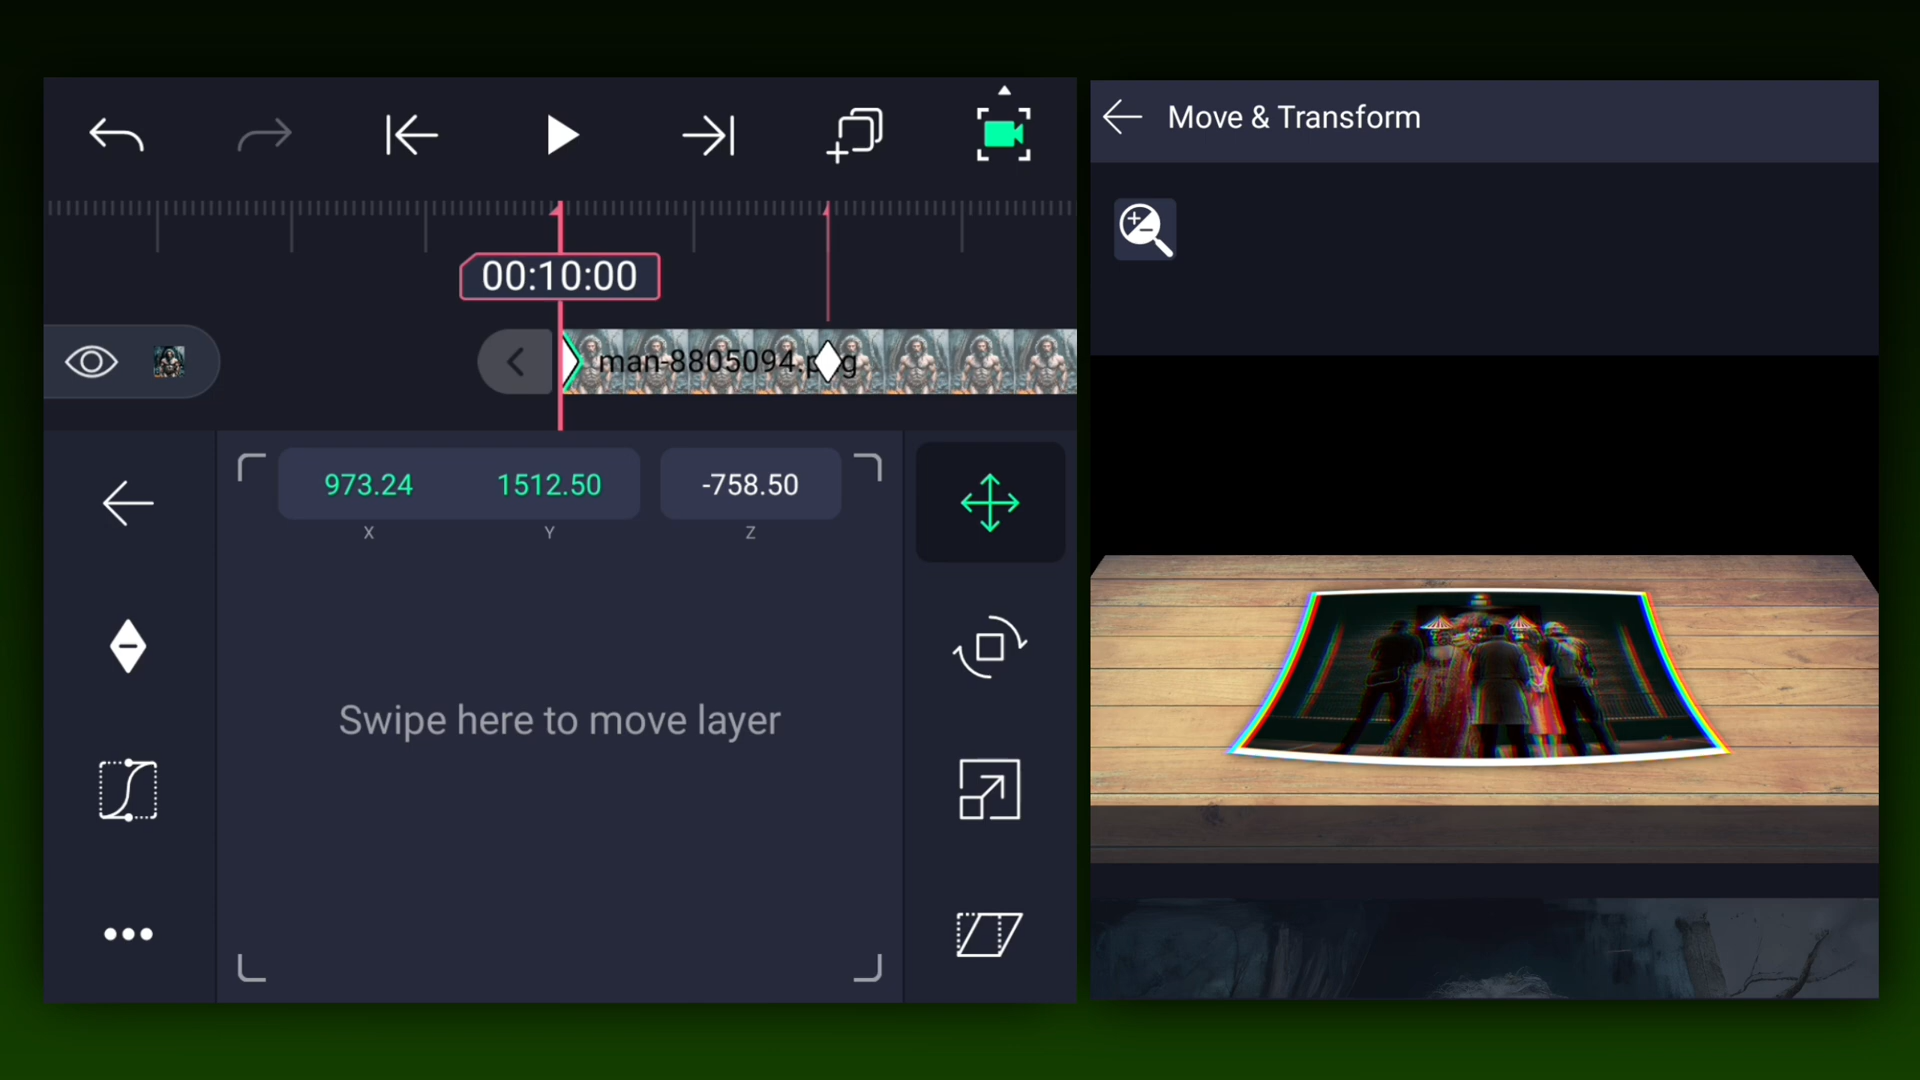 Move & Transform
00:10:00
man-8805094.p
g
973.24 1512.50 -758.50
X Y Z
Swipe here to move layer